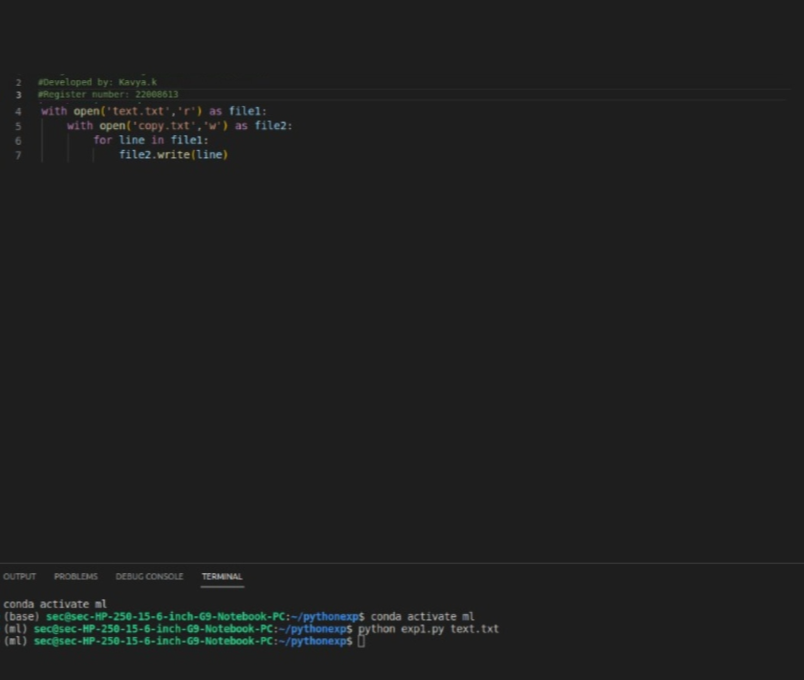 2 #Developed by: Kavya.k
3 #Register number: 22008613
4 with open('text.txt','r') as file1:
5 with open('copy.txt','w') as file2:
6 for line in file1:
7 file2.write(line)
OUTPUT PROBLEMS DEBUG CONSOLE TERMINAL
conda activate ml
(base) sec@sec-HP-250-15-6-inch-G9-Notebook-PC:~/pythonexp$ conda activate ml
(ml) sec@sec-HP-250-15-6-inch-G9-Notebook-PC:~/pythonexp$ python exp1.py text.txt
(ml) sec@sec-HP-250-15-6-inch-G9-Notebook-PC:~/pythonexp$